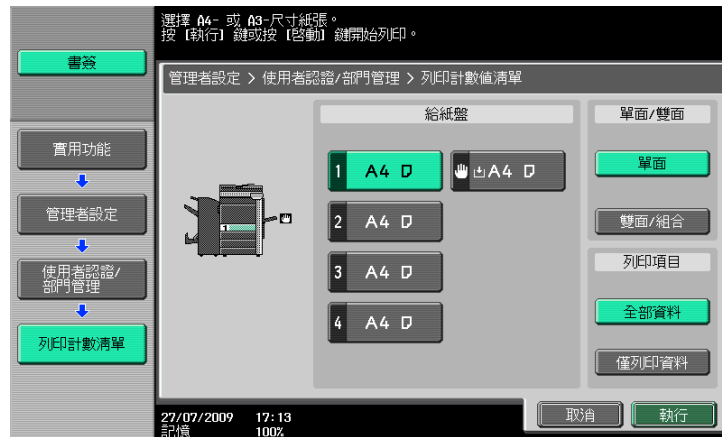 選擇 A4- 或 A3-尺寸紙張。
按【執行】鍵或按【啓動】鍵開始列印。
書簽
管理者設定 > 使用者認證/部門管理 > 列印計數值清單
實用功能
管理者設定
使用者認證/
部門管理
列印計數清單
給紙盤
1 A4
A4
2 A4
3 A4
4 A4
1
單面/雙面
單面
雙面/組合
列印項目
全部資料
僅列印資料
27/07/2009 17:13
記憶 100%
取消
執行